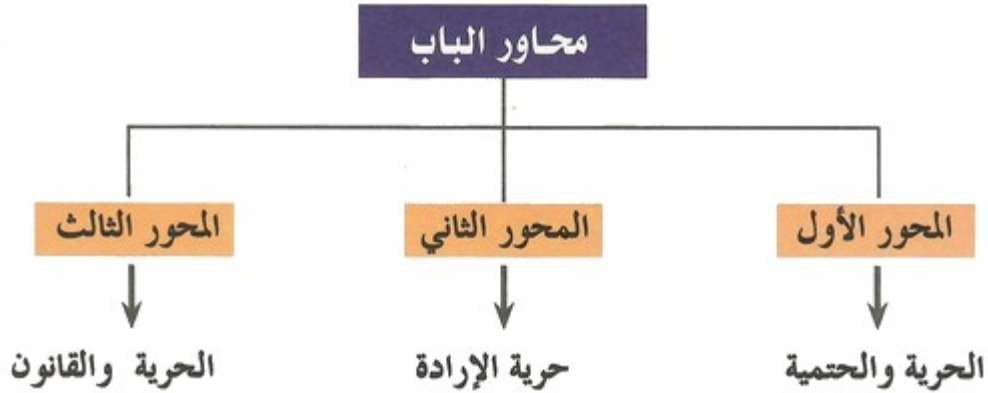 محاور الباب
المحور الأول
المحور الثاني
المحور الثالث
الحرية والحتمية
حرية الإرادة
الحرية والقانون